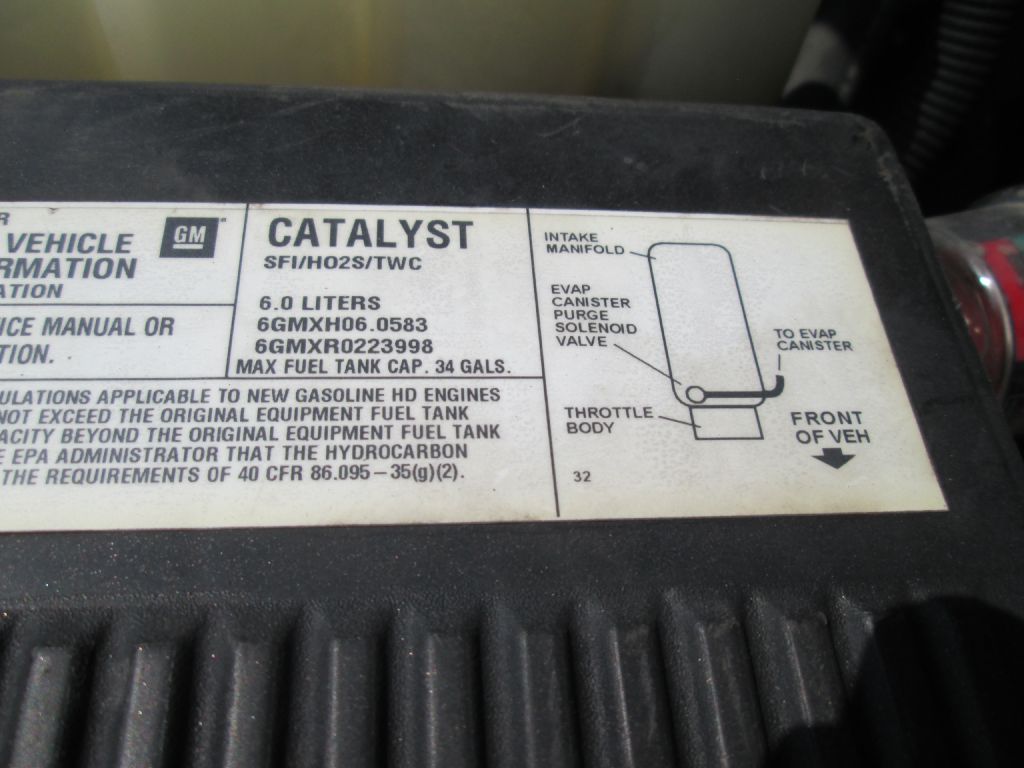 R
VEHICLE
RMATION
ATION
GM
ICE MANUAL OR
TION.
CATALYST
SFI/HO2S/TWC
6.0 LITERS
6GMXH06.0583
6GMXR0223998
MAX FUEL TANK CAP. 34 GALS.
ULATIONS APPLICABLE TO NEW GASOLINE HD ENGINES
NOT EXCEED THE ORIGINAL EQUIPMENT FUEL TANK
ACITY BEYOND THE ORIGINAL EQUIPMENT FUEL TANK
E EPA ADMINISTRATOR THAT THE HYDROCARBON
THE REQUIREMENTS OF 40 CFR 86.095-35(g)(2).
INTAKE
MANIFOLD
EVAP
CANISTER
PURGE
SOLENOID
VALVE
TO EVAP
CANISTER
THROTTLE
BODY
FRONT
OF VEH
32